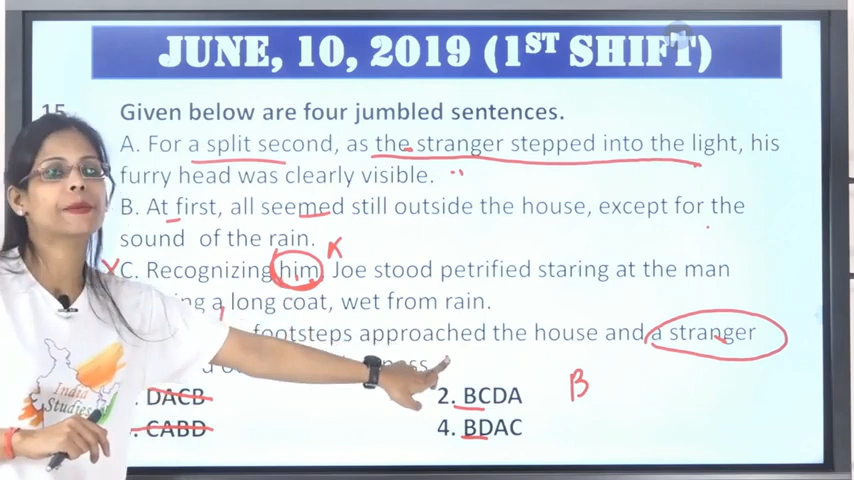 JUNE, 10, 2019 (1ST SHIFT)
15
Given below are four jumbled sentences.
A. For a split second, as the stranger stepped into the light, his
furry head was clearly visible.
B. At first, all seemed still outside the house, except for the
sound of the rain.
X C. Recognizing him, Joe stood petrified staring at the man
a long coat, wet from rain.
footsteps approached the house and a stranger
DACB
2. BCDA
B
CABD
4. BDAC
India
Studies